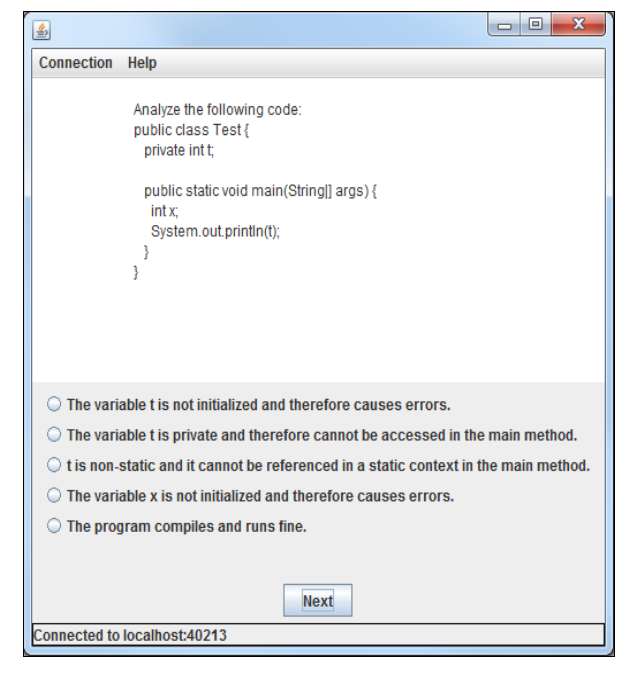 Connection Help
Analyze the following code:
public class Test {
private int t;
public static void main(String[] args) {
int x;
System.out.println(t);
}
}
The variable t is not initialized and therefore causes errors.
The variable t is private and therefore cannot be accessed in the main method.
t is non-static and it cannot be referenced in a static context in the main method.
The variable x is not initialized and therefore causes errors.
The program compiles and runs fine.
Next
Connected to localhost:40213